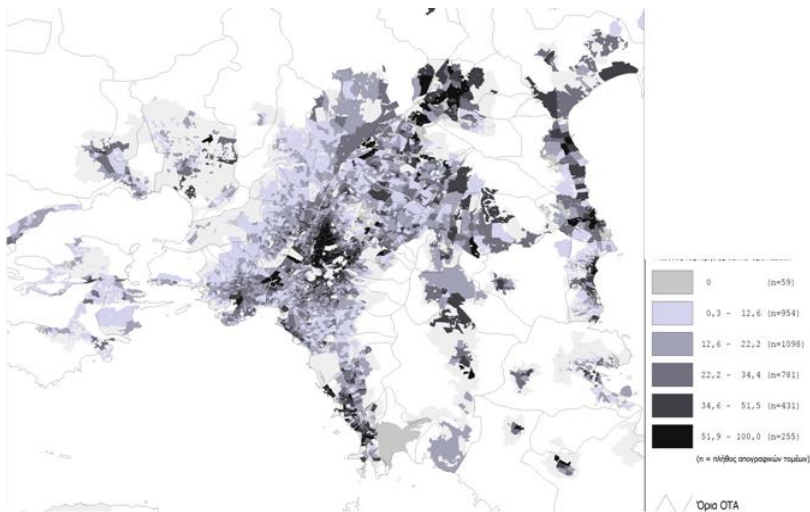 0 (n=59)
0,3 - 12,6 (n=954)
12,6 - 22,2 (n=1098)
22,2 - 34,4 (n=781)
34,6 - 51,5 (n=431)
51,9 - 100,0 (n=255)
(n = πλήθος απογραφικών τομέων)
Όρια ΟΤΑ